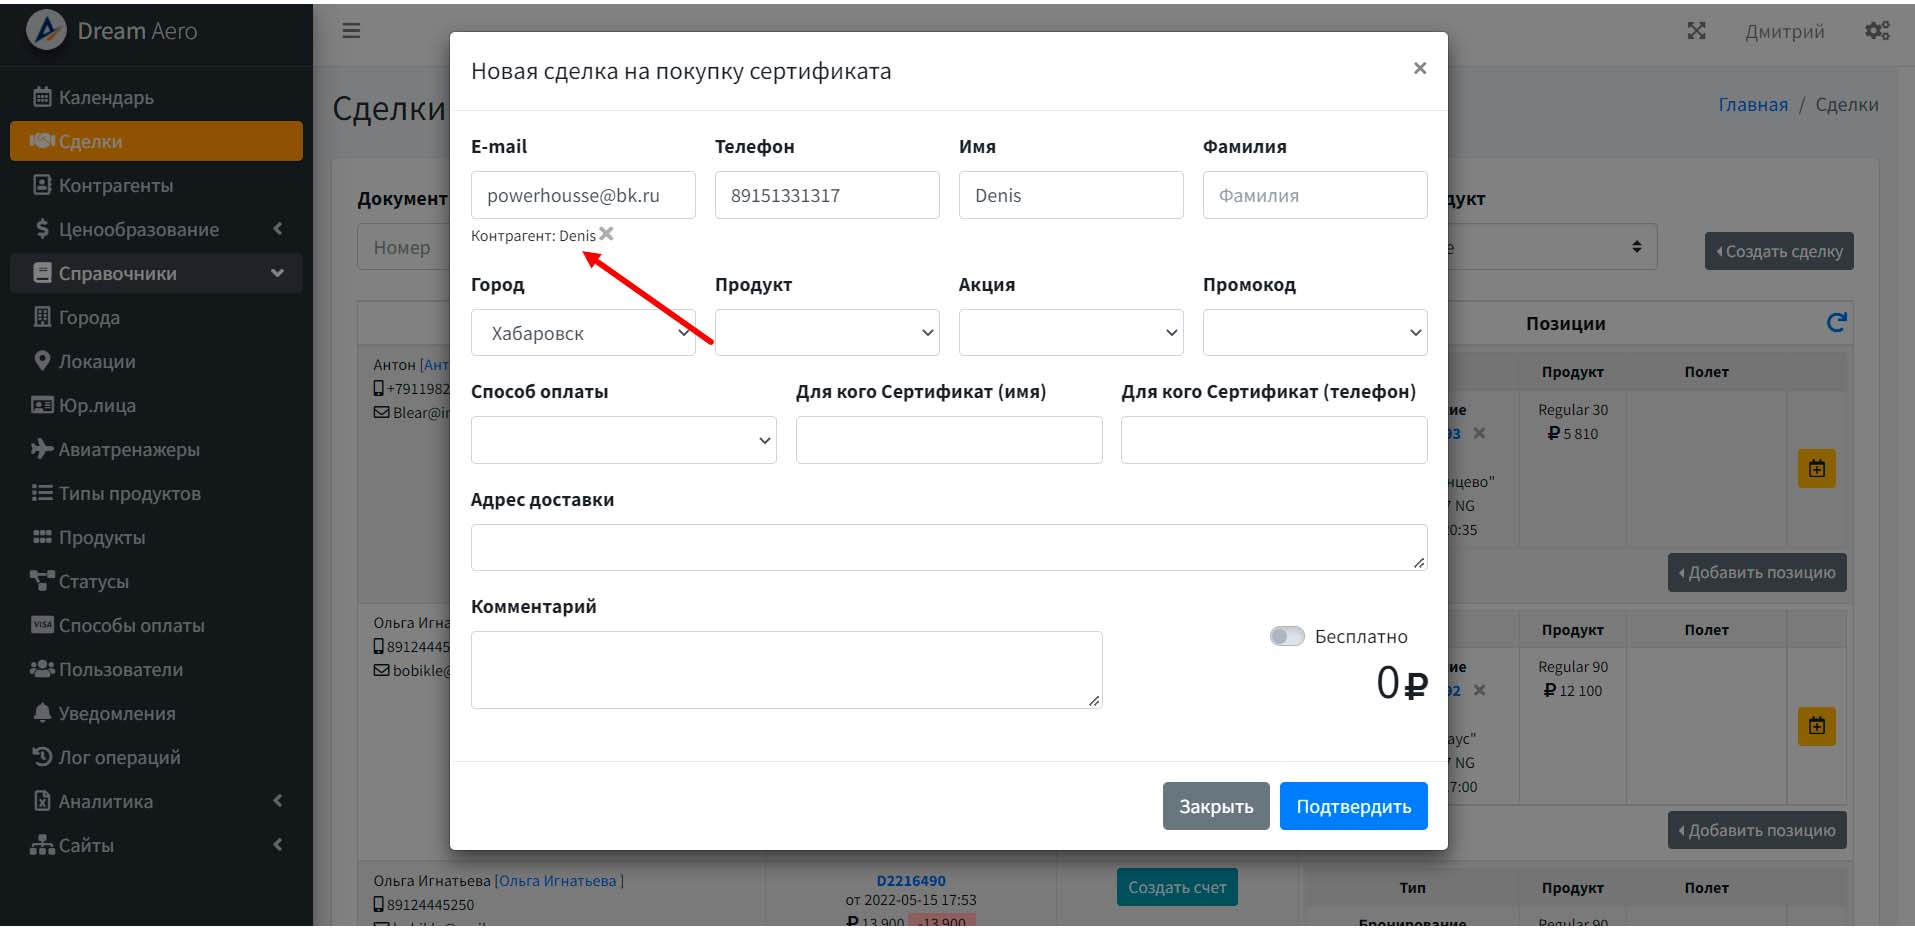 Dream Aero
Дмитрий
Календарь
Сделки
Контрагенты
Ценообразование
Справочники
Города
Локации
Юр.лица
Авиатренажеры
Типы продуктов
Продукты
Статусы
VISA Способы оплаты
Пользователи
Уведомления
Лог операций
Аналитика
Сайты
Сделки
Главная / Сделки
Документ
Номер
дукт
е
Создать сделку
Позиции
Новая сделка на покупку сертификата ×
E-mail Телефон Имя Фамилия
powerhousse@bk.ru 89151331317 Denis Фамилия
Контрагент: Denis
Город Продукт Акция Промокод
Хабаровск
Способ оплаты Для кого Сертификат (имя) Для кого Сертификат (телефон)
Адрес доставки
Комментарий
Бесплатно
0₽
Закрыть Подтвердить
Антон [Ант
+7911982
Blear@in
Продукт Полет
ие Regular 30
93 ₽ 5 810
нцево"
NG
0:35
Добавить позицию
Ольга Игна
89124445
bobikle@
Продукт Полет
ие Regular 90
92 ₽ 12 100
аус"
NG
7:00
Добавить позицию
Ольга Игнатьева [Ольга Игнатьева ]
89124445250
D2216490
от 2022-05-15 17:53
₽ 13 900 -13 900
Создать счет
Тип Продукт Полет
Бронирование Regular 90